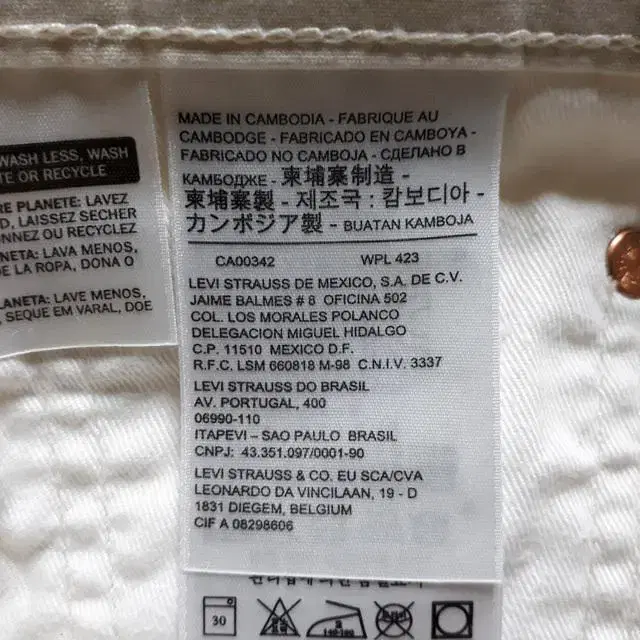 WASH LESS, WASH
OR RECYCLE
PLANETE: LAVEZ
LAISSEZ SECHER
OU RECYCLEZ
LAVA MENOS,
DE LA ROPA, DONA O
LAVE MENOS,
SEQUE EM VARAL, DOE
MADE IN CAMBODIA - FABRIQUE AU
CAMBODGE - FABRICADO EN CAMBOYA -
FABRICADO NO CAMBOJA - СДЕЛАНО В
КАМБОДЖЕ - 柬埔寨制造 -
柬埔寨製 - 제조국 : 캄보디아 -
カンボジア製 - BUATAN KAMBOJA
CA00342 WPL 423
LEVI STRAUSS DE MEXICO, S.A. DE C.V.
JAIME BALMES # 8 OFICINA 502
COL. LOS MORALES POLANCO
DELEGACION MIGUEL HIDALGO
C.P. 11510 MEXICO D.F.
R.F.C. LSM 660818 M-98 C.N.I.V. 3337
LEVI STRAUSS DO BRASIL
AV. PORTUGAL, 400
06990-110
ITAPEVI – SAO PAULO BRASIL
CNPJ: 43.351.097/0001-90
LEVI STRAUSS & CO. EU SCA/CVA
LEONARDO DA VINCILAAN, 19 - D
1831 DIEGEM, BELGIUM
CIF A 08298606
30